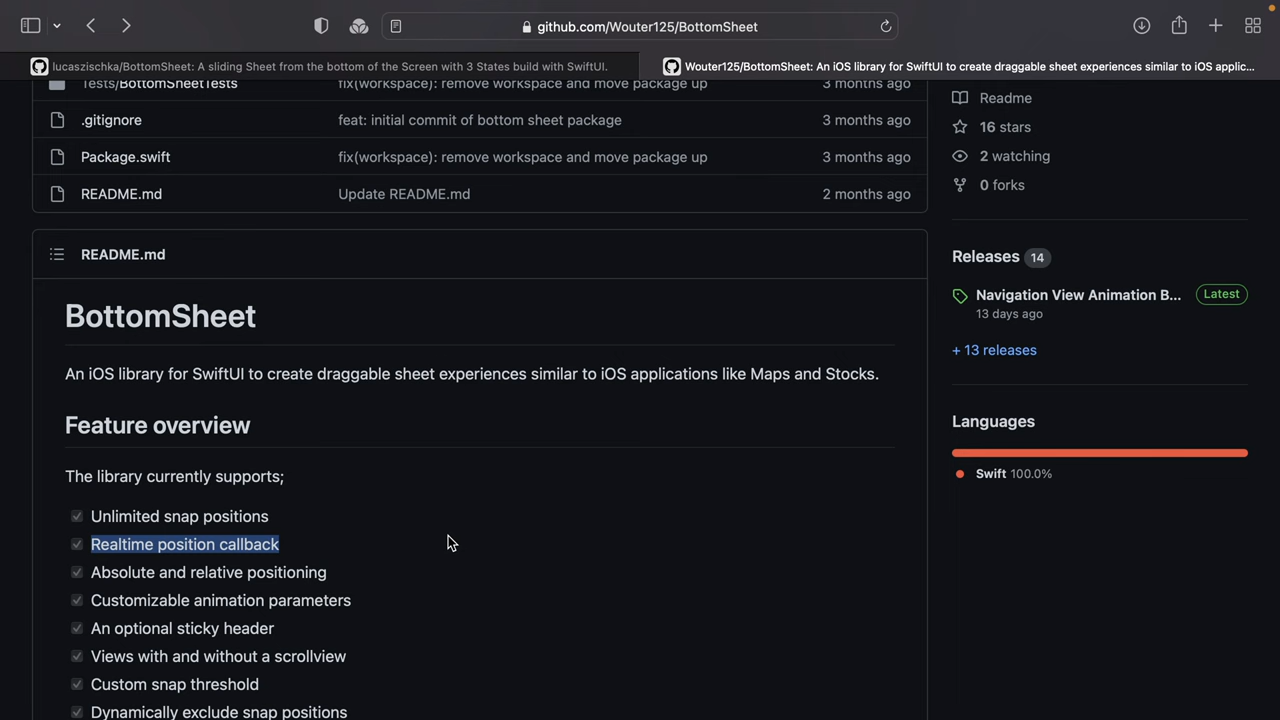 github.com/Wouter125/BottomSheet
lucaszischka/BottomSheet: A sliding Sheet from the bottom of the Screen with 3 States build with SwiftUI.
Wouter125/BottomSheet: An iOS library for SwiftUI to create draggable sheet experiences similar to iOS applic...
Tests/BottomSheetTests fix(workspace): remove workspace and move package up 3 months ago
.gitignore feat: initial commit of bottom sheet package 3 months ago
Package.swift fix(workspace): remove workspace and move package up 3 months ago
README.md Update README.md 2 months ago
README.md
BottomSheet
An iOS library for SwiftUI to create draggable sheet experiences similar to iOS applications like Maps and Stocks.
Feature overview
The library currently supports;
Unlimited snap positions
Realtime position callback
Absolute and relative positioning
Customizable animation parameters
An optional sticky header
Views with and without a scrollview
Custom snap threshold
Dynamically exclude snap positions
Readme
16 stars
2 watching
0 forks
Releases 14
Navigation View Animation B... Latest
13 days ago
+ 13 releases
Languages
Swift 100.0%